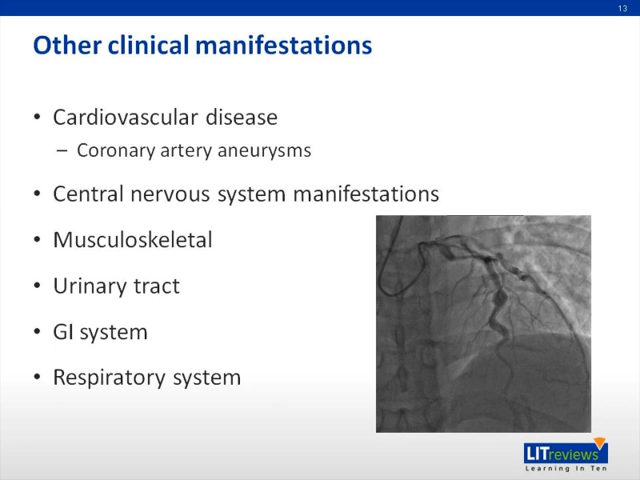 13
Other clinical manifestations
• Cardiovascular disease
– Coronary artery aneurysms
• Central nervous system manifestations
• Musculoskeletal
• Urinary tract
• GI system
• Respiratory system
LITreviews
Learning In Ten